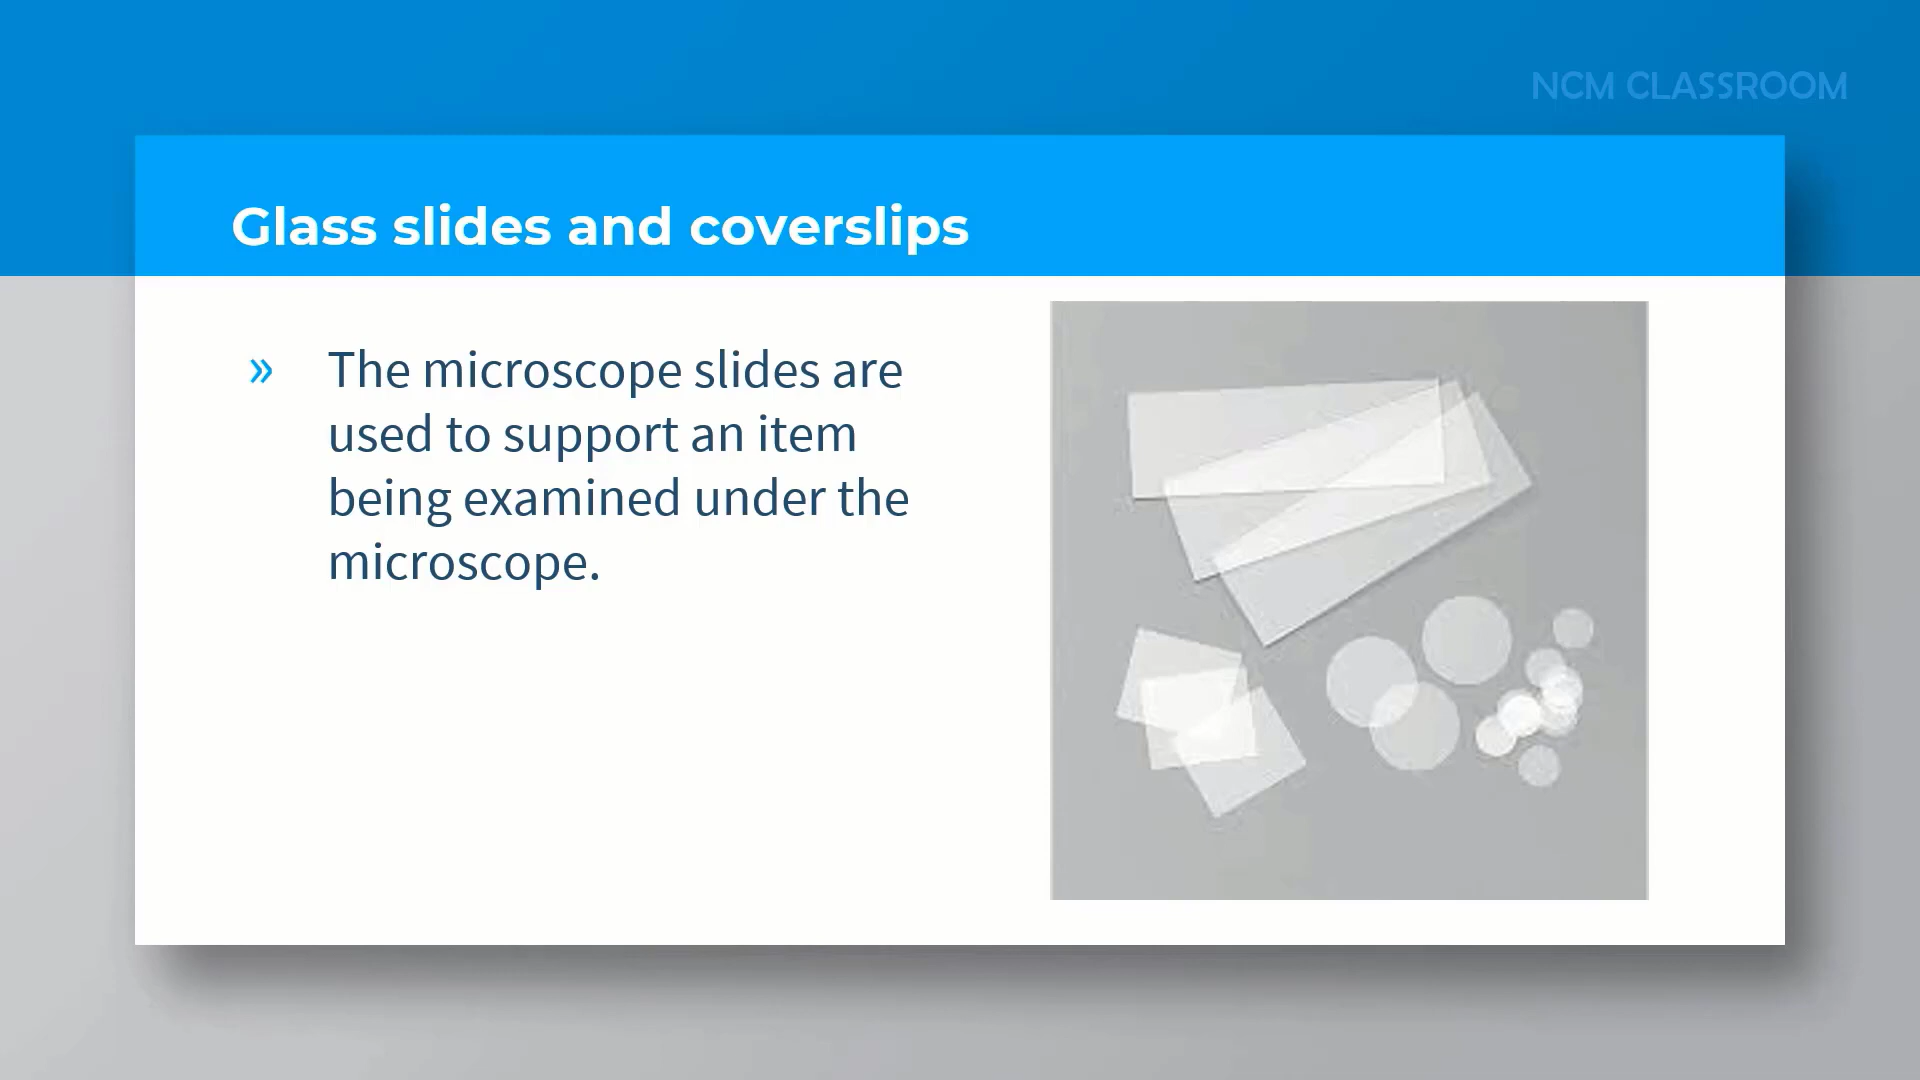 NCM CLASSROOM
Glass slides and coverslips
» The microscope slides are
used to support an item
being examined under the
microscope.